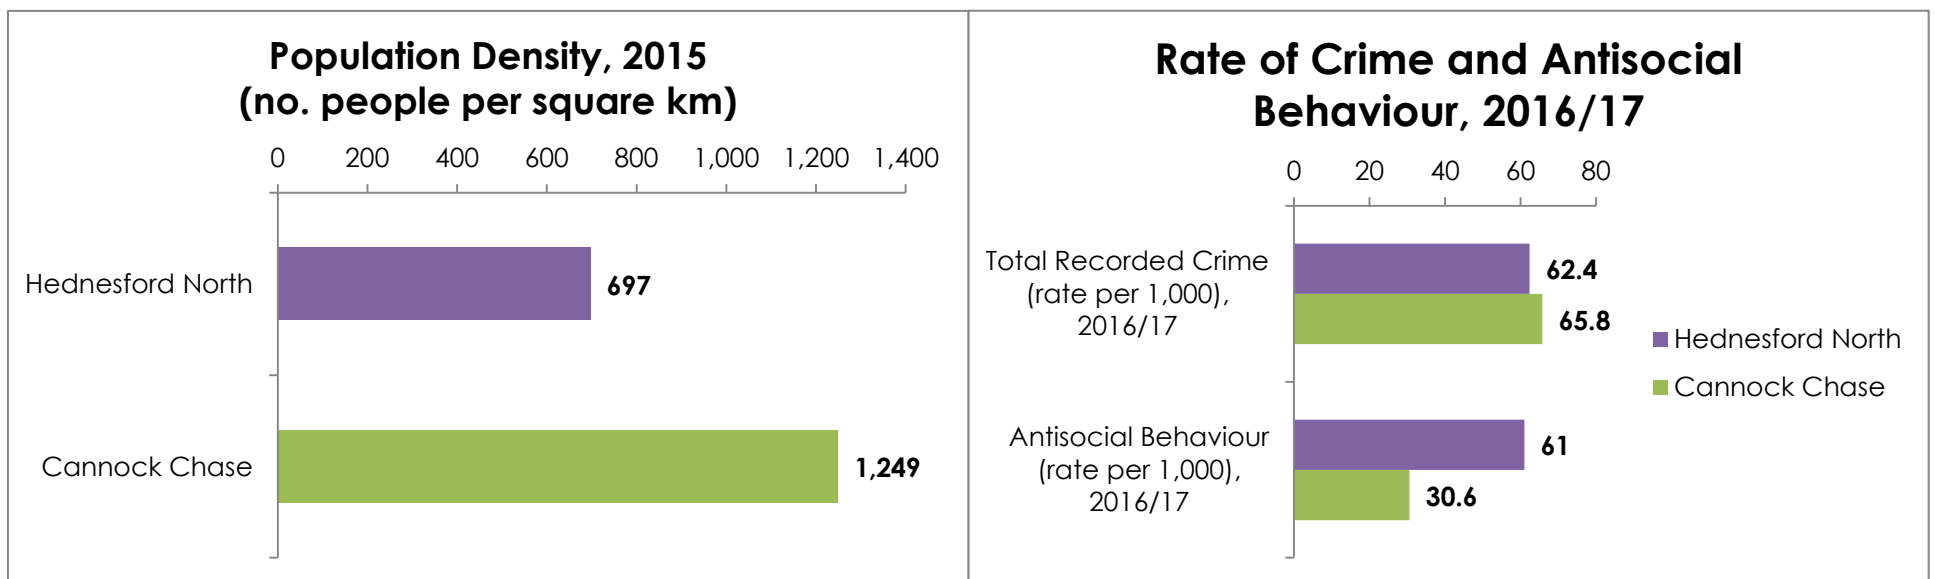 Population Density, 2015
(no. people per square km)
0 200 400 600 800 1,000 1,200 1,400
Hednesford North
697
Cannock Chase
1,249
Rate of Crime and Antisocial
Behaviour, 2016/17
0 20 40 60 80
Total Recorded Crime
(rate per 1,000),
2016/17
62.4
65.8
Antisocial Behaviour
(rate per 1,000),
2016/17
61
30.6
Hednesford North
Cannock Chase